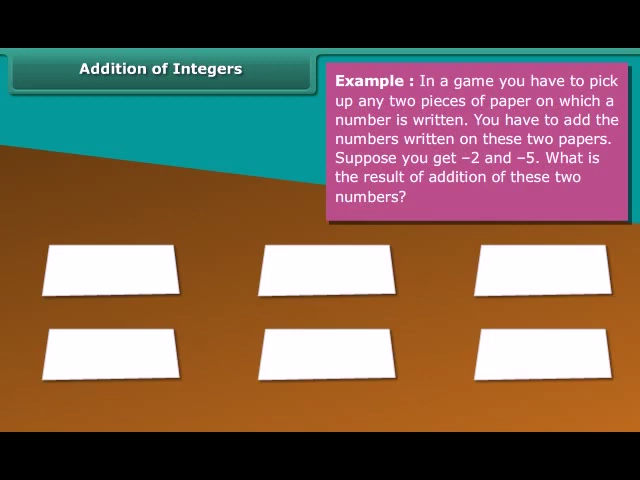 Addition of Integers
Example : In a game you have to pick
up any two pieces of paper on which a
number is written. You have to add the
numbers written on these two papers.
Suppose you get –2 and –5. What is
the result of addition of these two
numbers?